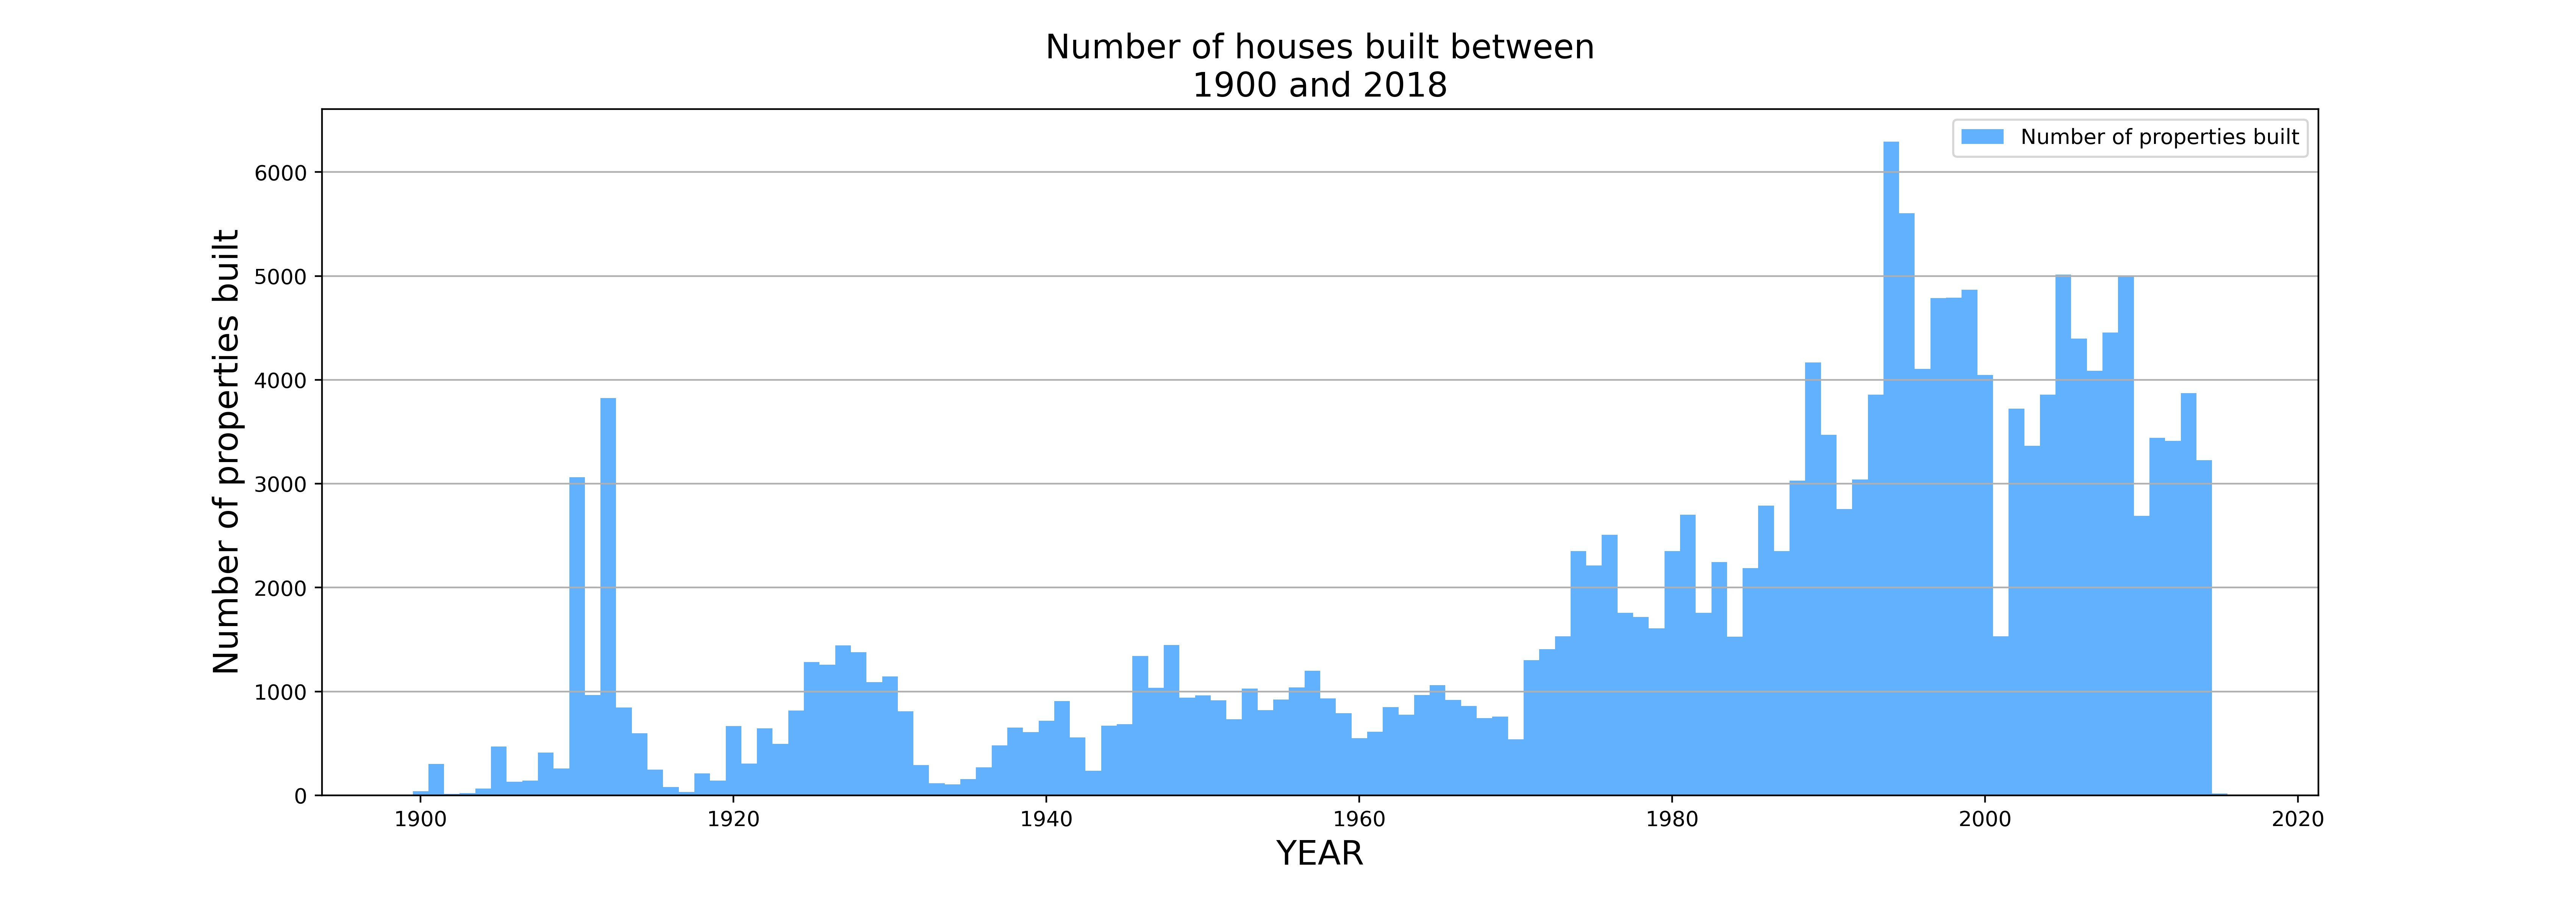 Number of houses built between
1900 and 2018
Number of properties built
6000
5000
4000
3000
2000
1000
0
Number of properties built
1900 1920 1940 1960 1980 2000 2020
YEAR